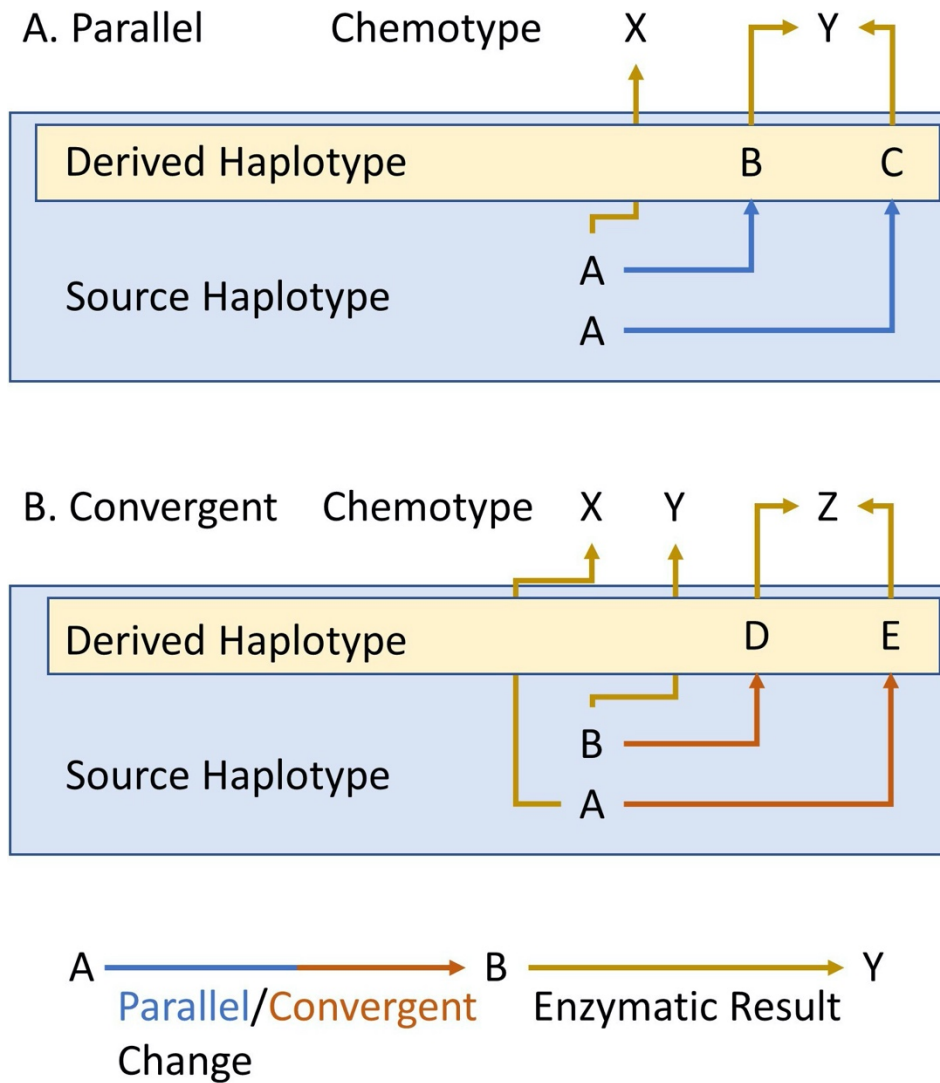 A. Parallel Chemotype X Y
Derived Haplotype B C
A
Source Haplotype
A
B. Convergent Chemotype X Y Z
Derived Haplotype D E
B
Source Haplotype
A
A B Y
Parallel/Convergent Enzymatic Result
Change